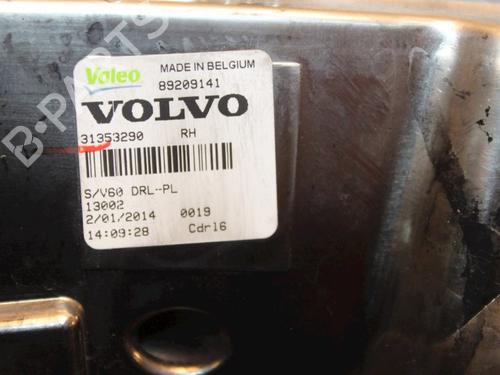 B-PARTS
Valeo
MADE IN BELGIUM
89209141
VOLVO
31353290 RH
S/V60 DRL--PL
13002
2/01/2014 0019
14:09:28 Cdrl6